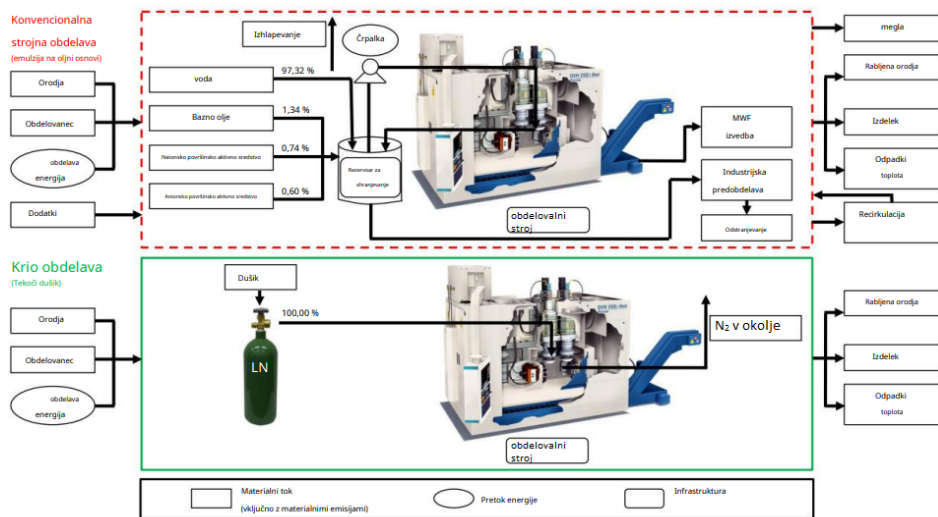 Konvencionalna
strojna obdelava
(emulzija na oljni osnovi)
Orodja
Obdelovanec
obdelava
energija
Dodatki
Izhlapevanje
Črpalka
voda
97,32 %
Bazno olje
1,34 %
Neionsko površinsko aktivno sredstvo
0,74 %
Anionsko površinsko aktivno sredstvo
0,60 %
Rezervoar za
shranjevanje
obdelovalni
stroj
MWF
izvedba
Industrijska
predobdelava
Odstranjevanje
megla
Rabljena orodja
Izdelek
Odpadki
toplota
Recirkulacija
Krio obdelava
(Tekoči dušik)
Orodja
Obdelovanec
obdelava
energija
Dušik
100,00 %
LN
obdelovalni
stroj
N₂ v okolje
Rabljena orodja
Izdelek
Odpadki
toplota
Materialni tok
(vključno z materialnimi emisijami)
Pretok energije
Infrastruktura